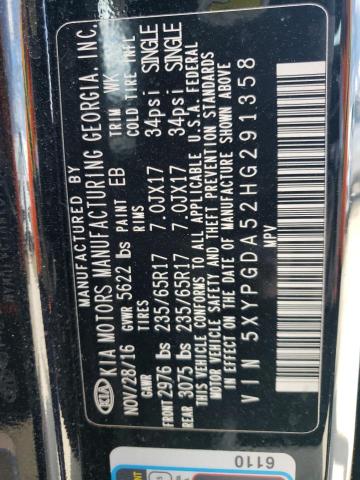 MANUFACTURED BY
KIA KIA MOTORS MANUFACTURING GEORGIA, INC.
NOV/28/16 PAINT EB TRIM WK
GVWR 5622 lbs
GAWR TIRE RIMS COLD TIRE INFL
FRONT 2976 lbs 235/65R17 7.0JX17 34psi SINGLE
REAR 3075 lbs 235/65R17 7.0JX17 34psi SINGLE
THIS VEHICLE CONFORMS TO ALL APPLICABLE U.S.A. FEDERAL
MOTOR VEHICLE SAFETY AND THEFT PREVENTION STANDARDS
IN EFFECT ON THE DATE OF MANUFACTURE SHOWN ABOVE
VIN 5XYPGDA52HG291358
MPV
6110